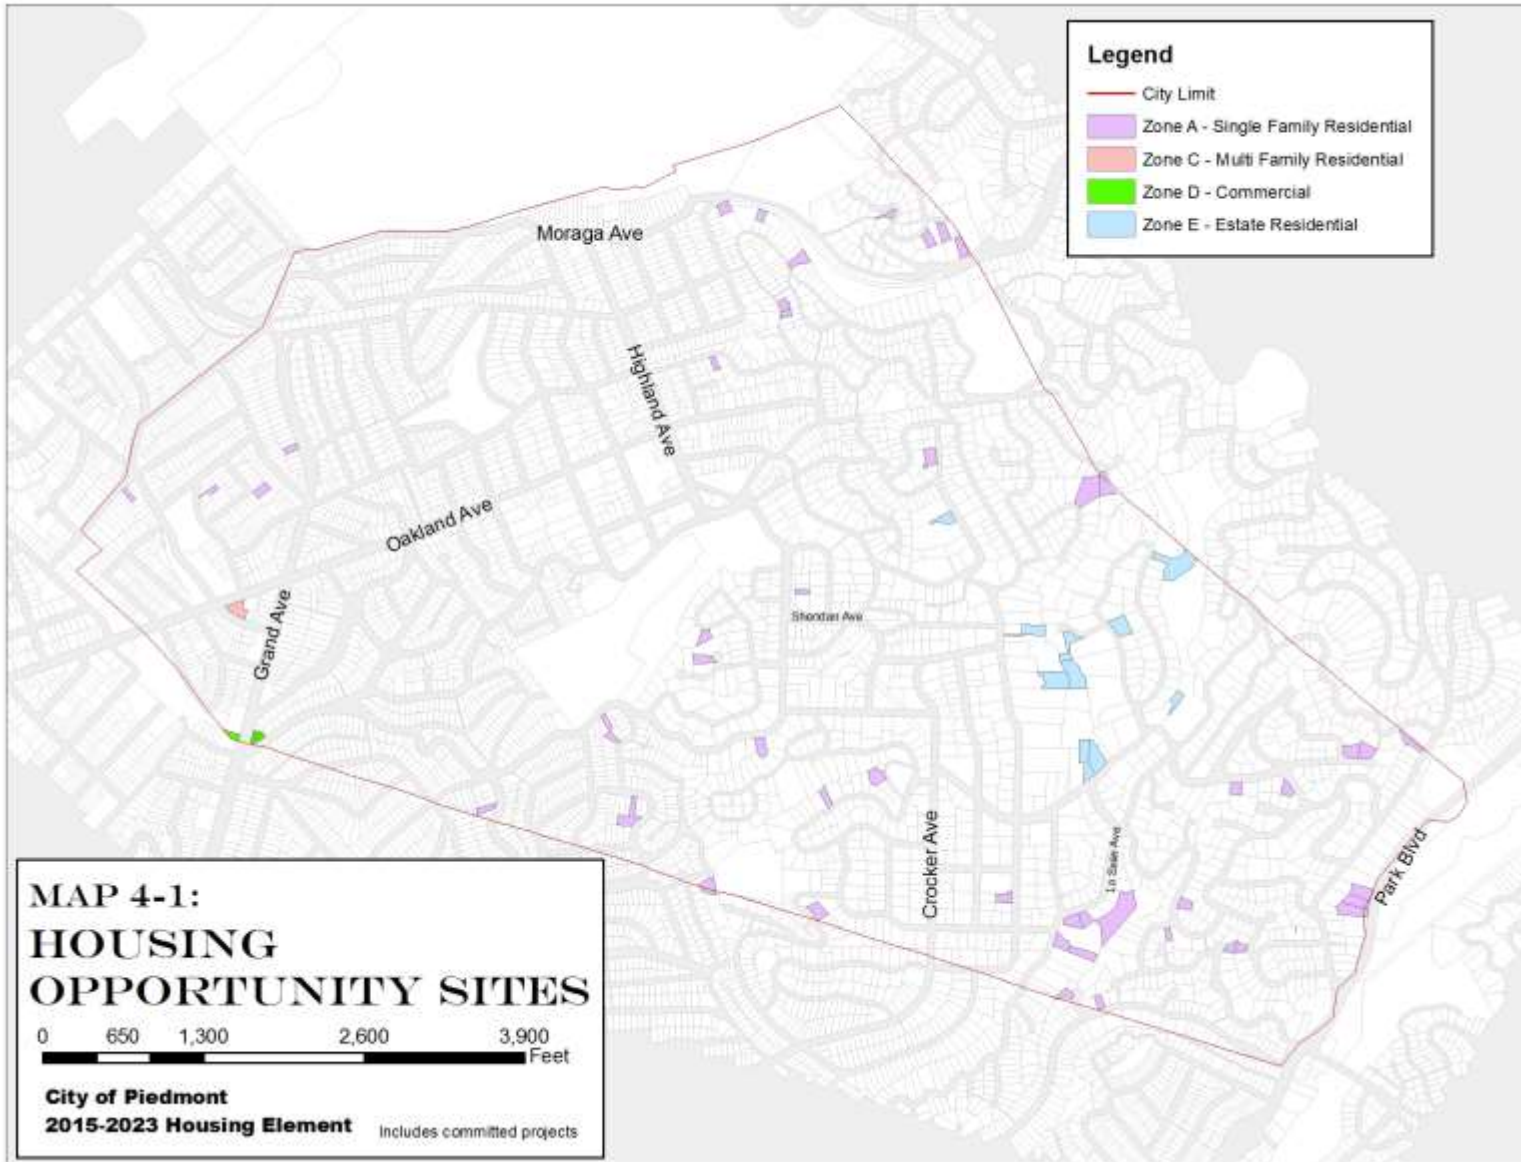 Legend
City Limit
Zone A - Single Family Residential
Zone C - Multi Family Residential
Zone D - Commercial
Zone E - Estate Residential
Moraga Ave
Highland Ave
Oakland Ave
Grand Ave
Sheridan Ave
Crocker Ave
La Salle Ave
Park Blvd
MAP 4-1:
HOUSING
OPPORTUNITY SITES
0 650 1,300 2,600 3,900
Feet
City of Piedmont
2015-2023 Housing Element
Includes committed projects